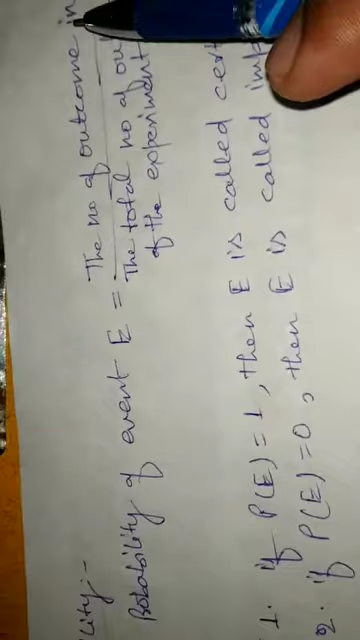 lity:-
Probability of event E = The no of outcome in
The total no of ou
of the experiment
1. if P(E) = 1, then E is called cert
2. if P(E) = 0, then E is called imp